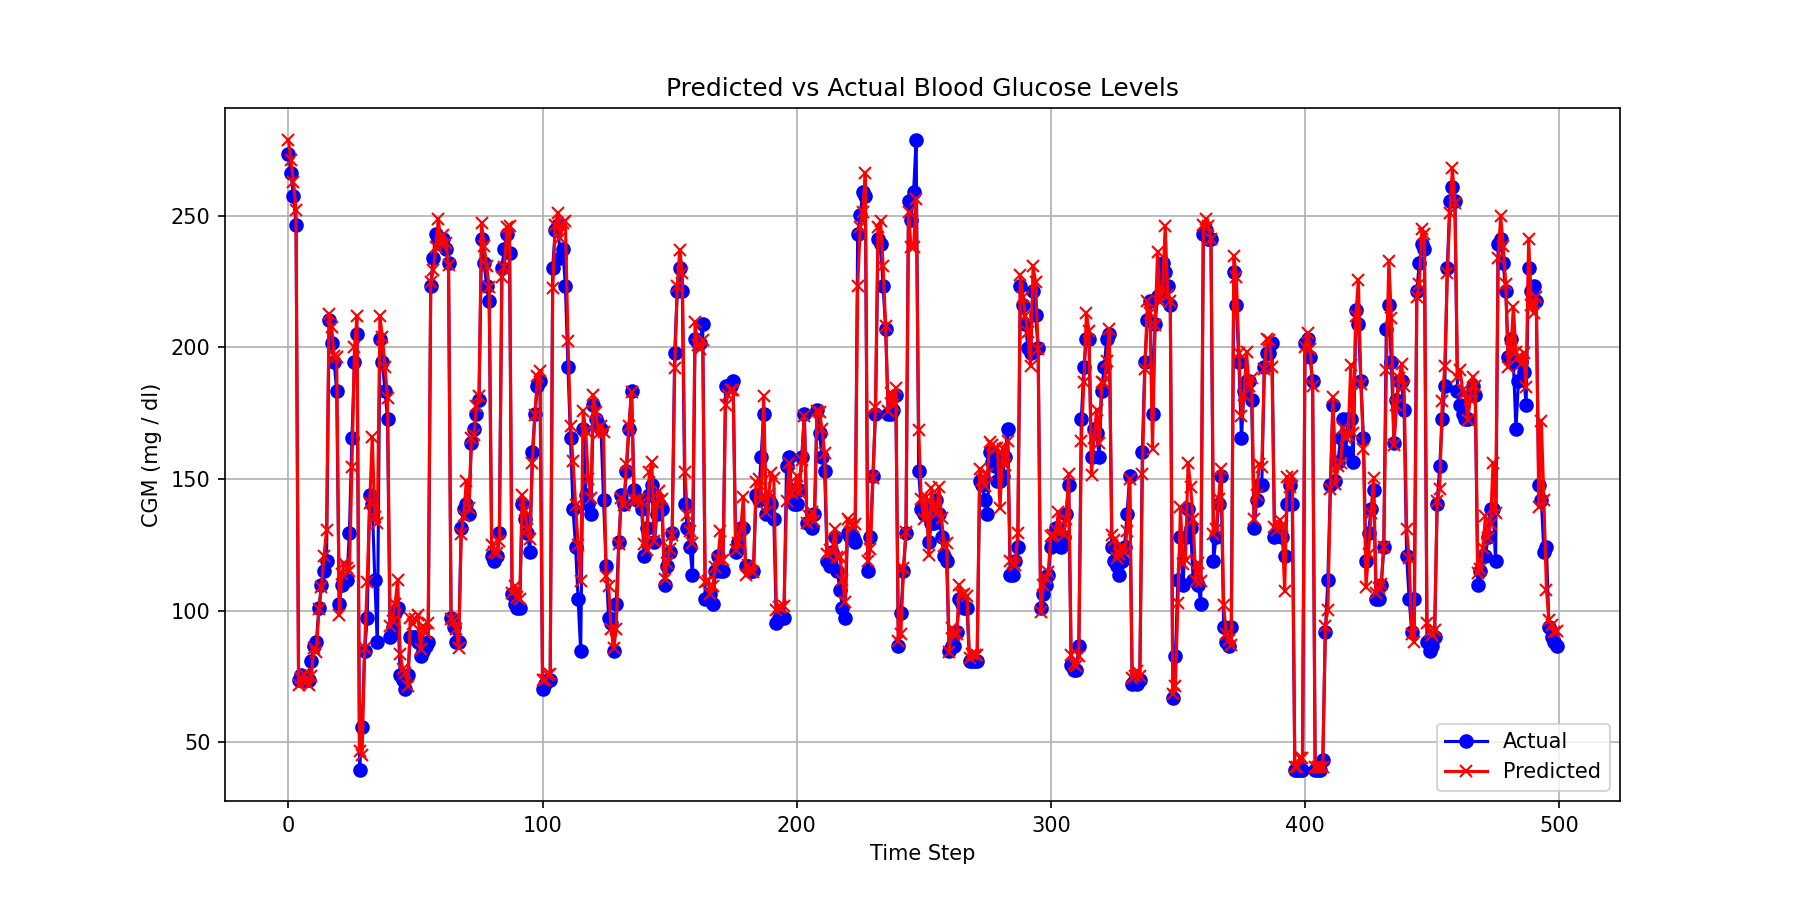 Predicted vs Actual Blood Glucose Levels
CGM (mg / dl)
250
200
150
100
50
0
100
200
300
400
500
Time Step
Actual
Predicted